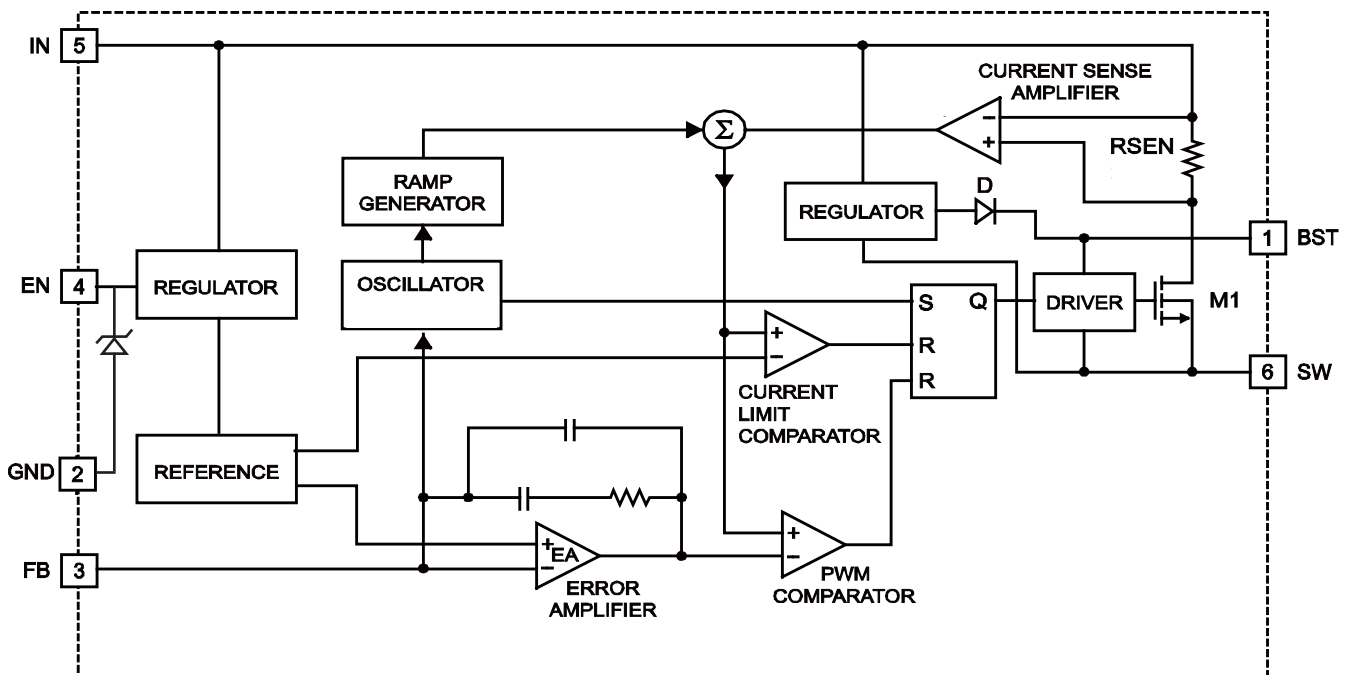 IN 5
CURRENT SENSE
AMPLIFIER
Σ
−
+
RSEN
RAMP
GENERATOR
D
REGULATOR
1 BST
EN 4
REGULATOR
OSCILLATOR
S Q
DRIVER
M1
+
−
R
R
6 SW
CURRENT
LIMIT
COMPARATOR
GND 2
REFERENCE
+
−
EA
+
−
FB 3
ERROR
AMPLIFIER
PWM
COMPARATOR